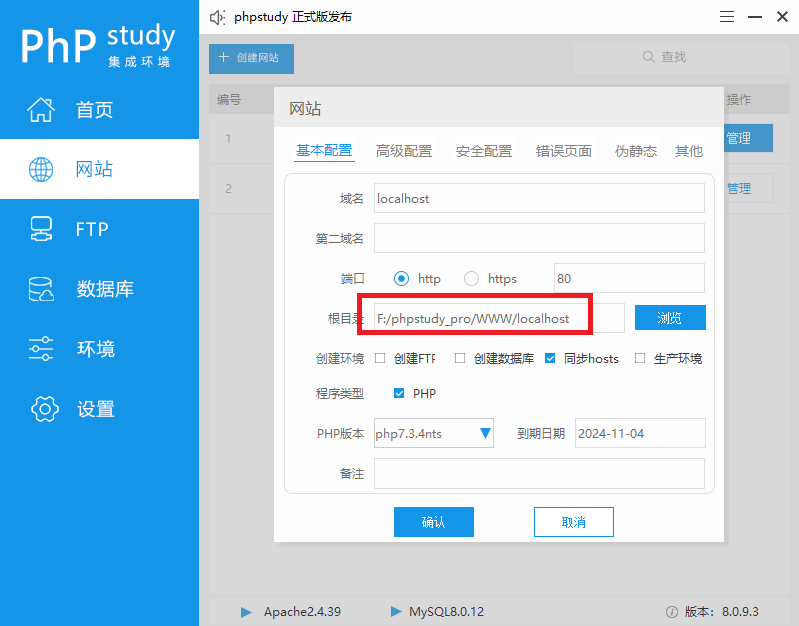 PhP study
集成环境
phpstudy 正式版发布
首页
网站
FTP
数据库
环境
设置
+ 创建网站
查找
编号
操作
1
管理
2
管理
网站
基本配置 高级配置 安全配置 错误页面 伪静态 其他
域名 localhost
第二域名
端口 http https 80
根目录 F:/phpstudy_pro/WWW/localhost 浏览
创建环境 创建FTP 创建数据库 同步hosts 生产环境
程序类型 PHP
PHP版本 php7.3.4nts 到期日期 2024-11-04
备注
确认 取消
Apache2.4.39 MySQL8.0.12 版本: 8.0.9.3